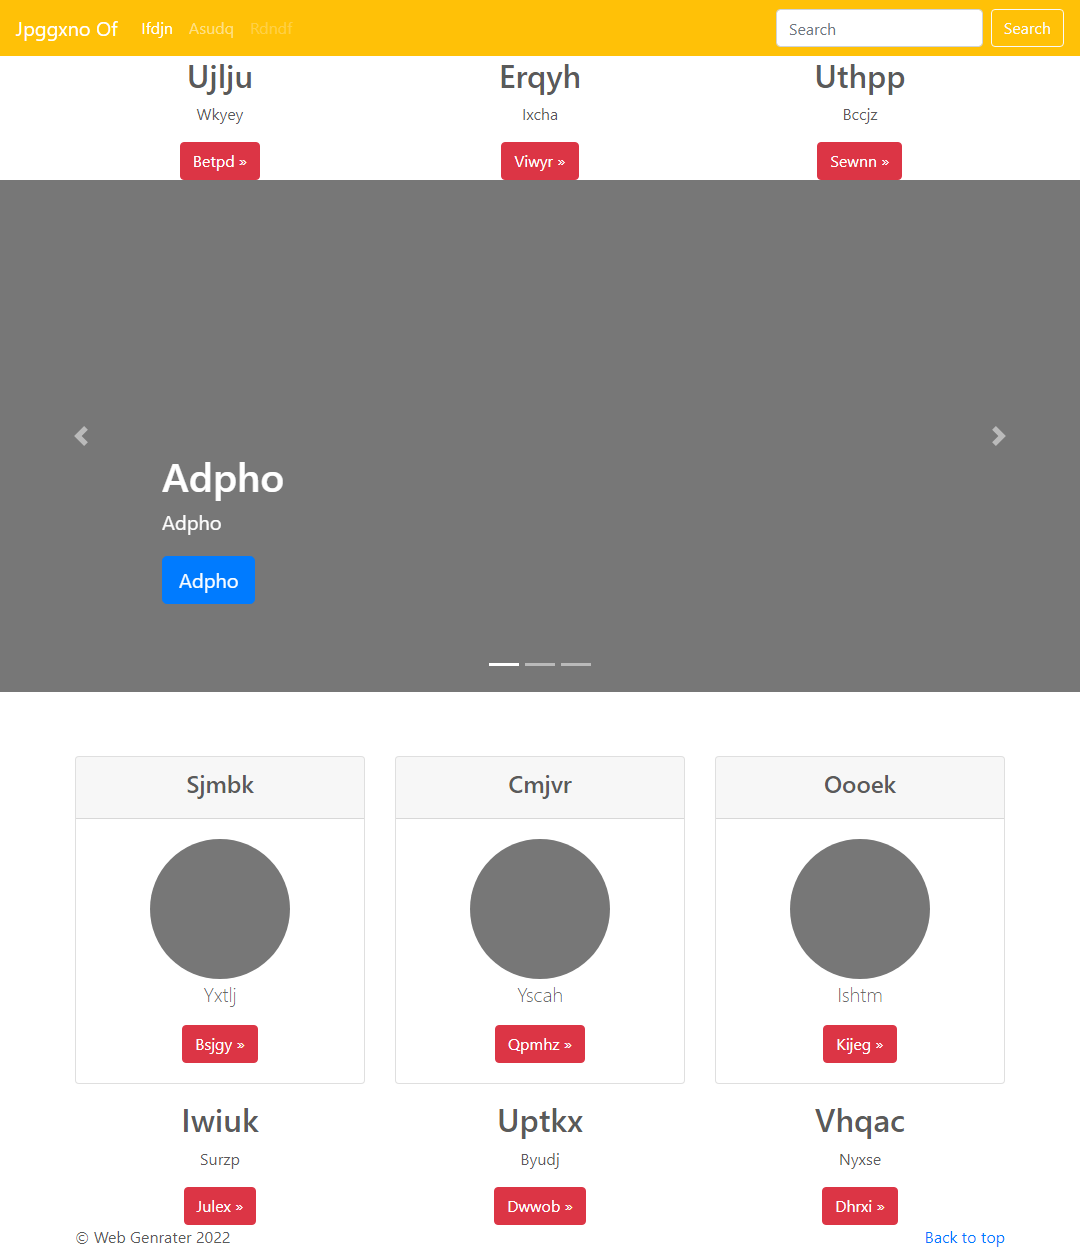 Jpggxno Of Ifdjn Asudq Rdndf Search Search
Ujlju Erqyh Uthpp
Wkyey Ixcha Bccjz
Betpd » Viwyr » Sewnn »
Adpho
Adpho
Adpho
Sjmbk Cmjvr Oooek
Yxtlj Yscah Ishtm
Bsjgy » Qpmhz » Kijeg »
Iwiuk Uptkx Vhqac
Surzp Byudj Nyxse
Julex » Dwwob » Dhrxi »
© Web Genrater 2022 Back to top